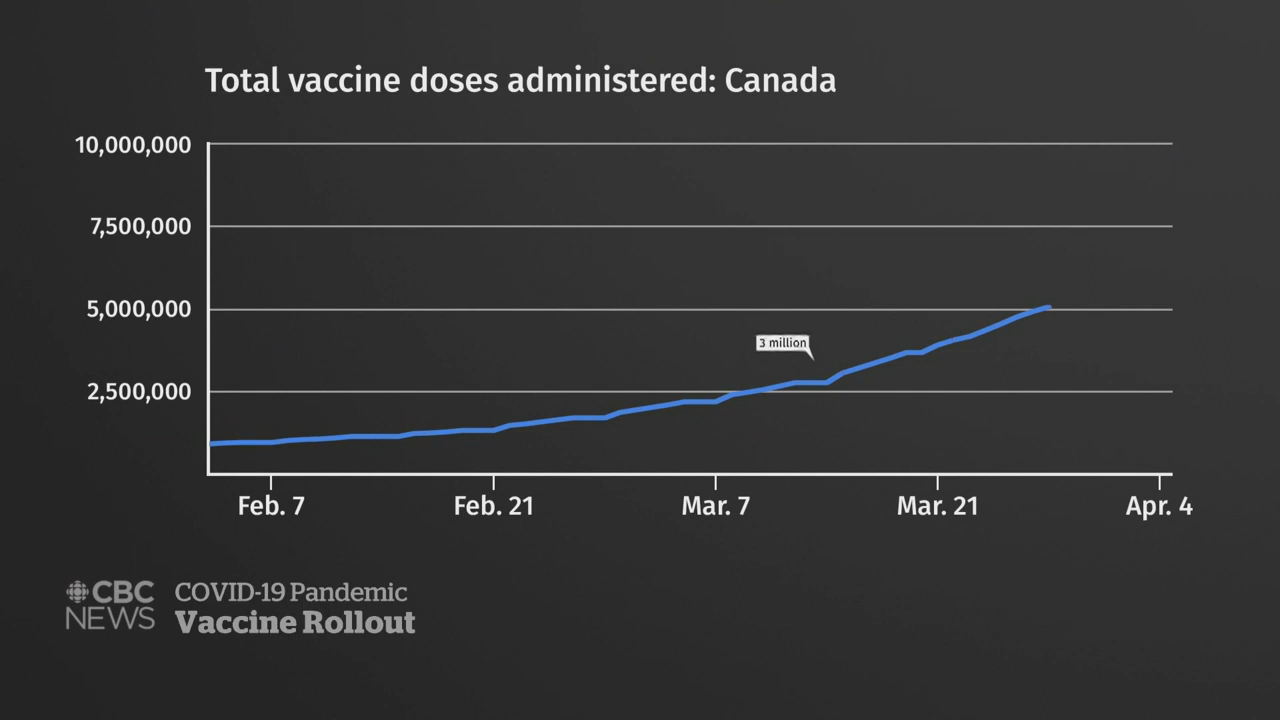 Total vaccine doses administered: Canada
10,000,000
7,500,000
5,000,000
3 million
2,500,000
Feb. 7
Feb. 21
Mar. 7
Mar. 21
Apr. 4
CBC
NEWS
COVID-19 Pandemic
Vaccine Rollout